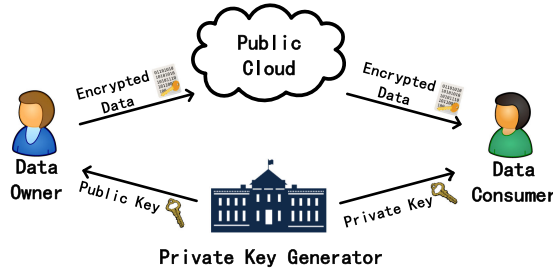 Public
Cloud
Encrypted
Data
Encrypted
Data
Data
Owner
Data
Consumer
Public Key
Private Key
Private Key Generator